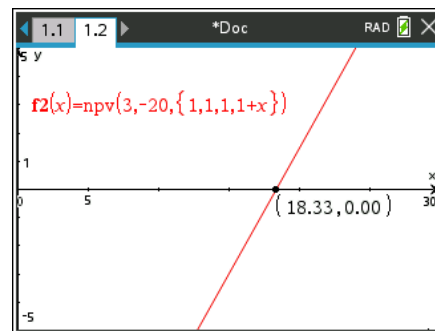 1.1 1.2 *Doc RAD
5 y
f2(x)=npv(3,-20,{1,1,1,1+x})
1
x
0 5 30
(18.33,0.00)
-5